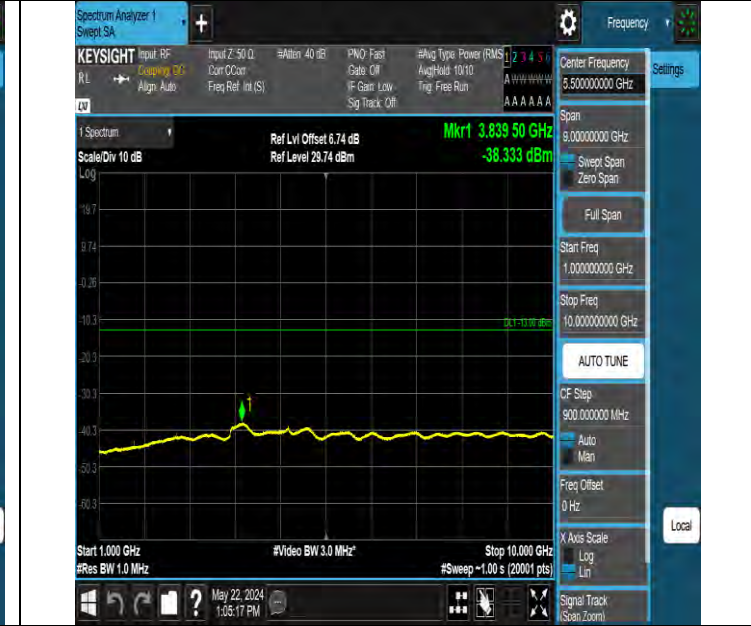 Spectrum Analyzer 1
Swept SA
+
Frequency
KEYSIGHT
RL
LXI
Input: RF
Coupling: DC
Align: Auto
Input Z: 50 Ω
Corr CCorr
Freq Ref: Int (S)
#Atten: 40 dB
PNO: Fast
Gate: Off
IF Gain: Low
Sig Track: Off
#Avg Type: Power (RMS
Avg|Hold: 10/10
Trig: Free Run
1 2 3 4 5 6
A W W W W W
A A A A A A
Center Frequency
5.50000000 GHz
Settings
1 Spectrum
Scale/Div 10 dB
Log
Ref Lvl Offset 6.74 dB
Ref Level 29.74 dBm
Mkr1 3.839 50 GHz
-38.333 dBm
Span
9.00000000 GHz
Swept Span
Zero Span
Full Span
Start Freq
1.000000000 GHz
Stop Freq
10.000000000 GHz
AUTO TUNE
CF Step
900.000000 MHz
Auto
Man
Freq Offset
0 Hz
X Axis Scale
Log
Lin
Signal Track
(Span Zoom)
Local
19.7
9.74
-0.26
-10.3
DL1 -13.00 dBm
-20.3
-30.3
1
-40.3
-50.3
-60.3
Start 1.000 GHz
#Res BW 1.0 MHz
#Video BW 3.0 MHz*
Stop 10.000 GHz
#Sweep ~1.00 s (20001 pts)
?
May 22, 2024
1:05:17 PM